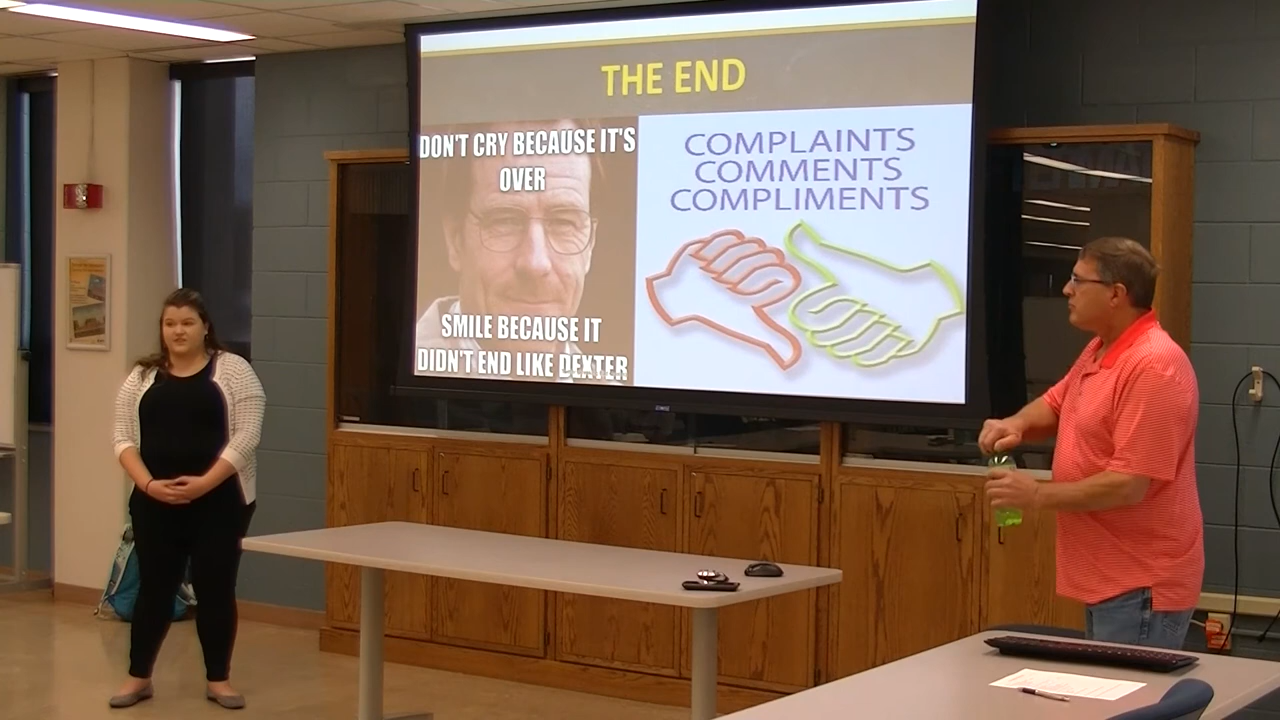 THE END
DON'T CRY BECAUSE IT'S
OVER
SMILE BECAUSE IT
DIDN'T END LIKE DEXTER
COMPLAINTS
COMMENTS
COMPLIMENTS